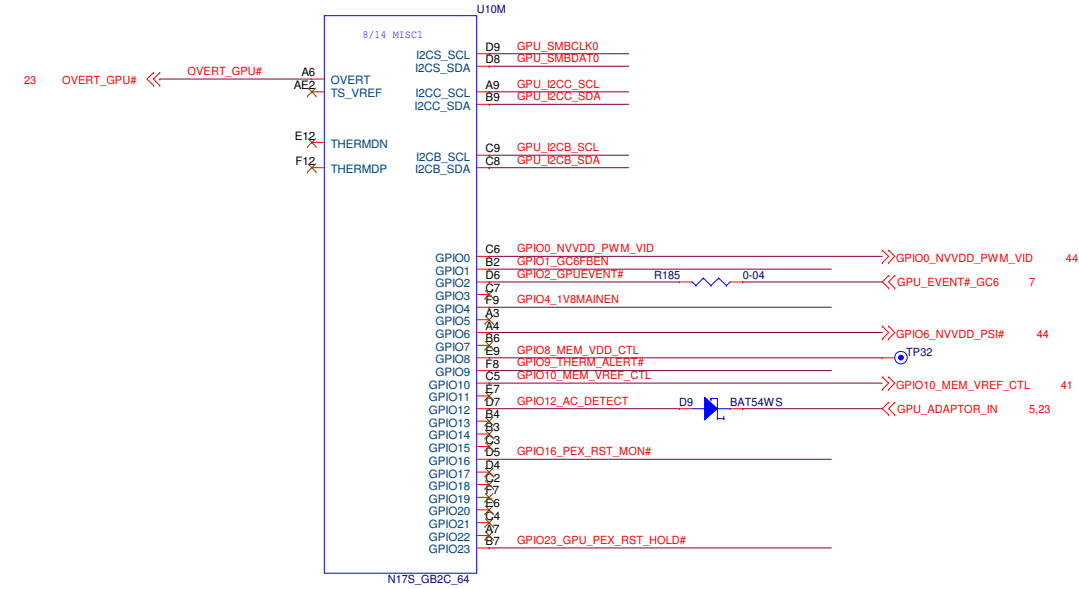 U10M
8/14 MISC1
23 OVERT_GPU# OVERT_GPU# A6 OVERT
AE2 TS_VREF
E12 THERMDN
F12 THERMDP
I2CS_SCL D9 GPU_SMBCLK0
I2CS_SDA D8 GPU_SMBDAT0
I2CC_SCL A9 GPU_I2CC_SCL
I2CC_SDA B9 GPU_I2CC_SDA
I2CB_SCL C9 GPU_I2CB_SCL
I2CB_SDA C8 GPU_I2CB_SDA
GPIO0 C6 GPIO0_NVVDD_PWM_VID GPIO0_NVVDD_PWM_VID 44
GPIO1 B2 GPIO1_GC6FBEN
GPIO2 D6 GPIO2_GPUEVENT# R185 0-04 GPU_EVENT#_GC6 7
GPIO3 C7
GPIO4 F9 GPIO4_1V8MAINEN
GPIO5 A3
GPIO6 A4 GPIO6_NVVDD_PSI# 44
GPIO7 B6
GPIO8 E9 GPIO8_MEM_VDD_CTL TP32
GPIO9 F8 GPIO9_THERM_ALERT#
GPIO10 C5 GPIO10_MEM_VREF_CTL GPIO10_MEM_VREF_CTL 41
GPIO11 E7
GPIO12 D7 GPIO12_AC_DETECT D9 BAT54WS GPU_ADAPTOR_IN 5,23
GPIO13 B4
GPIO14 B3
GPIO15 C3
GPIO16 D5 GPIO16_PEX_RST_MON#
GPIO17 D4
GPIO18 C2
GPIO19 F7
GPIO20 E6
GPIO21 C4
GPIO22 A7
GPIO23 B7 GPIO23_GPU_PEX_RST_HOLD#
N17S_GB2C_64